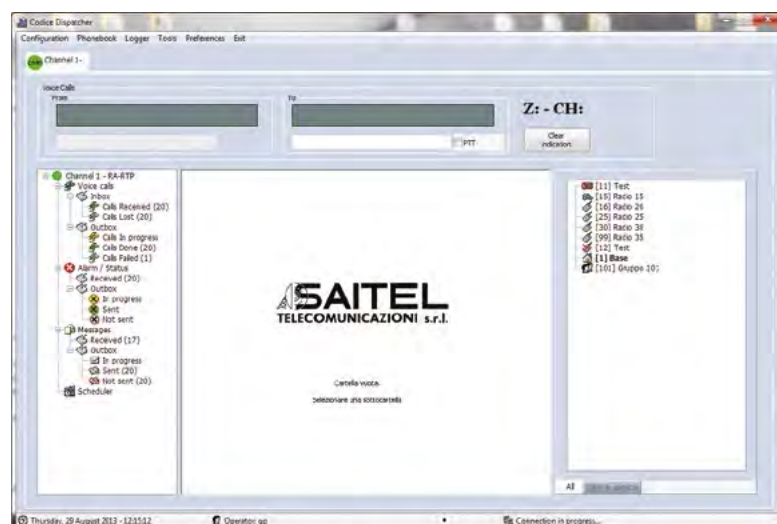 Codice Dispatcher
Configuration Phonebook Logger Tools Preferences Exit
Channel 1-
Voice Calls
From
To
Z: - CH:
PTT
Clear indication
Channel 1 - RA-RTP
Voice calls
Inbox
Calls Received (20)
Calls Lost (20)
Outbox
Calls In progress
Calls Done (20)
Calls Failed (1)
Alarm / Status
Received (20)
Outbox
In progress
Sent
Not sent
Messages
Received (17)
Outbox
In progress
Sent (20)
Not sent (20)
Scheduler
SAITEL
TELECOMUNICAZIONI s.r.l.
Cartella vuota.
Selezionare una sottocartella
[11] Test
[15] Radio 15
[16] Radio 26
[25] Radio 25
[30] Radio 38
[99] Radio 35
[12] Test
[1] Base
[101] Gruppo 101
All
Thursday, 29 August 2013 - 12:15:12
Operator:
Connection in progress...